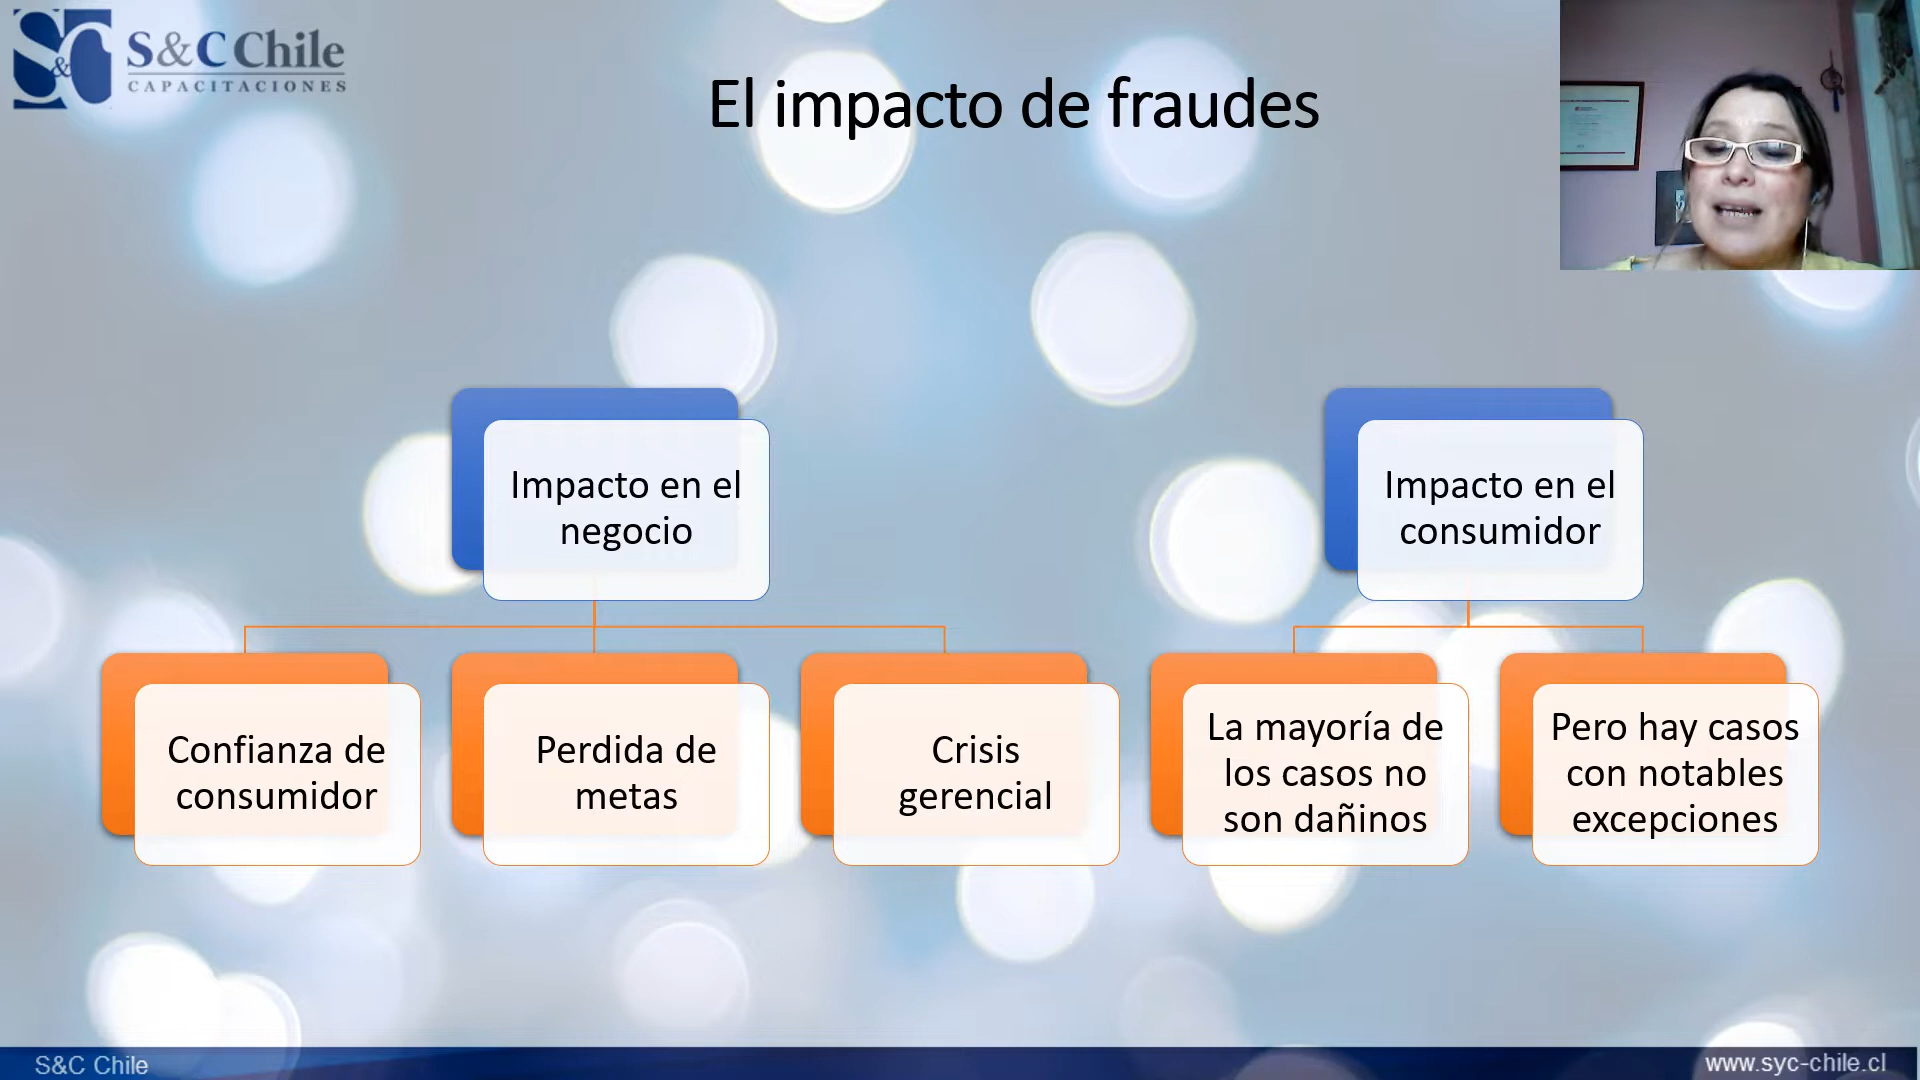 S&C Chile
CAPACITACIONES
El impacto de fraudes
Impacto en el
negocio
Impacto en el
consumidor
Confianza de
consumidor
Perdida de
metas
Crisis
gerencial
La mayoría de
los casos no
son dañinos
Pero hay casos
con notables
excepciones
S&C Chile
www.syc-chile.cl